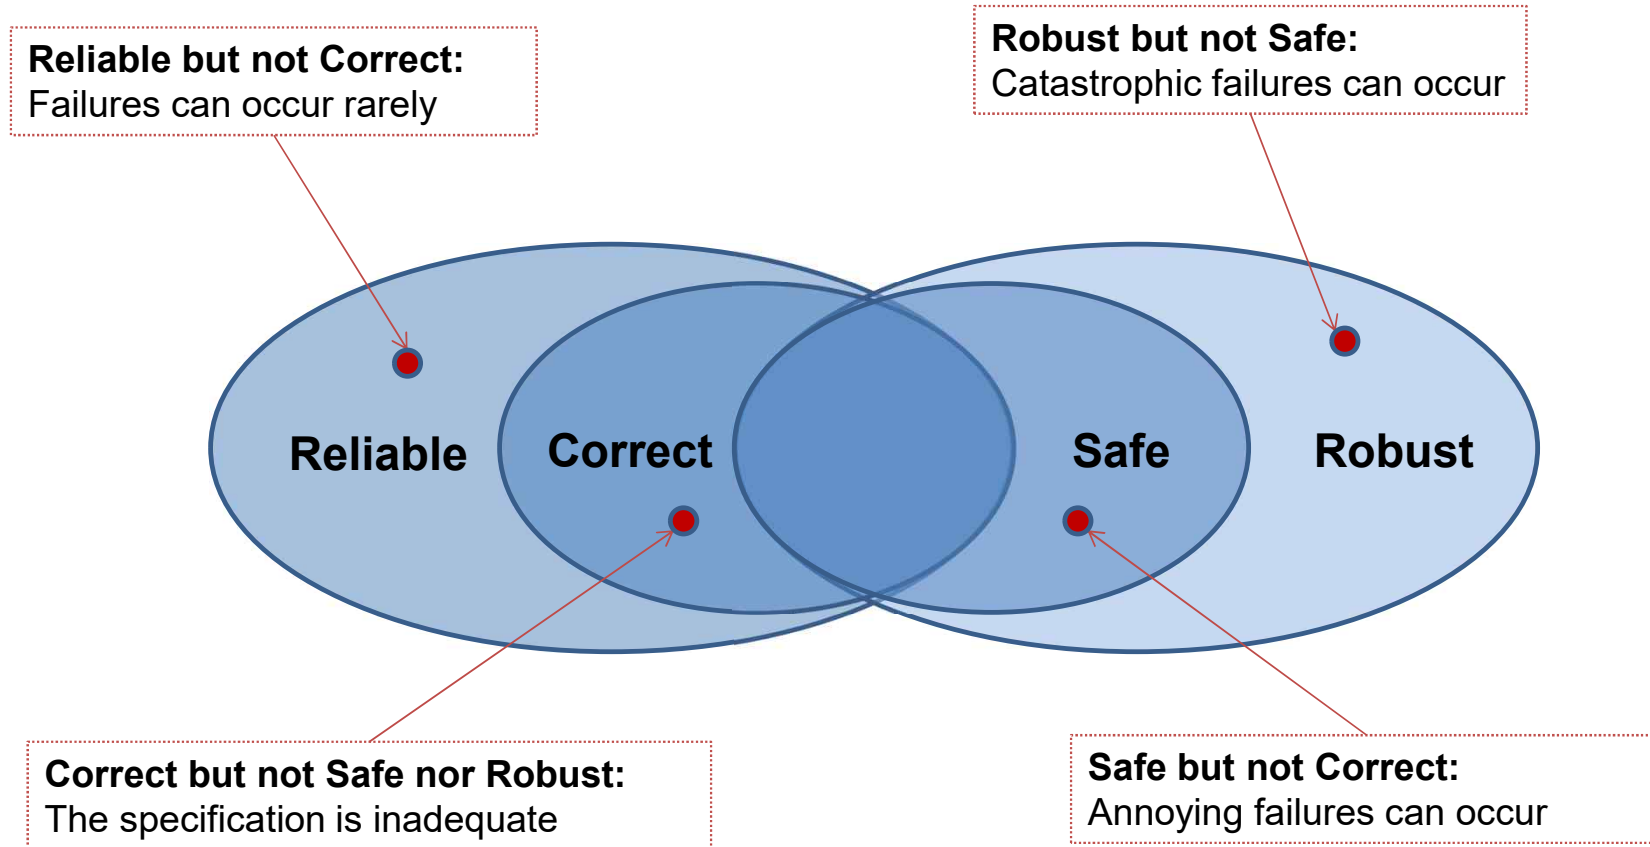 Reliable but not Correct:
Failures can occur rarely
Robust but not Safe:
Catastrophic failures can occur
Reliable
Correct
Safe
Robust
Correct but not Safe nor Robust:
The specification is inadequate
Safe but not Correct:
Annoying failures can occur